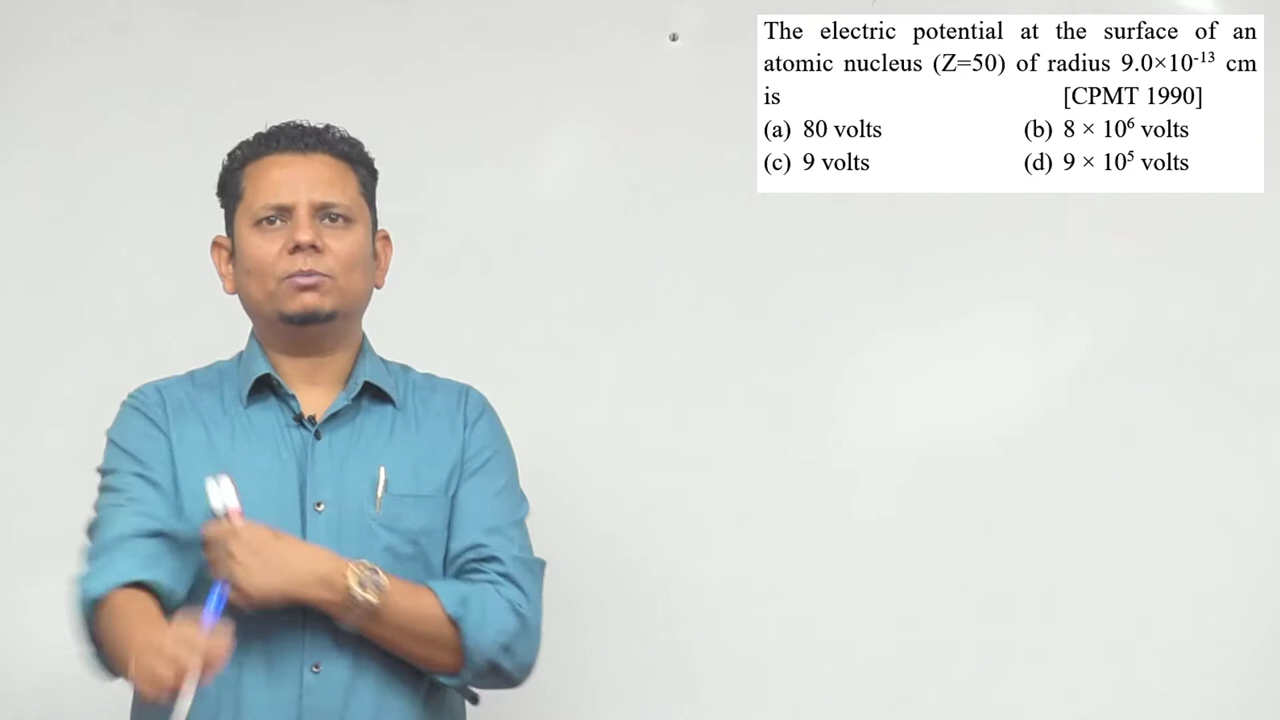 The electric potential at the surface of an
atomic nucleus (Z=50) of radius 9.0×10⁻¹³ cm
is [CPMT 1990]
(a) 80 volts (b) 8 × 10⁶ volts
(c) 9 volts (d) 9 × 10⁵ volts